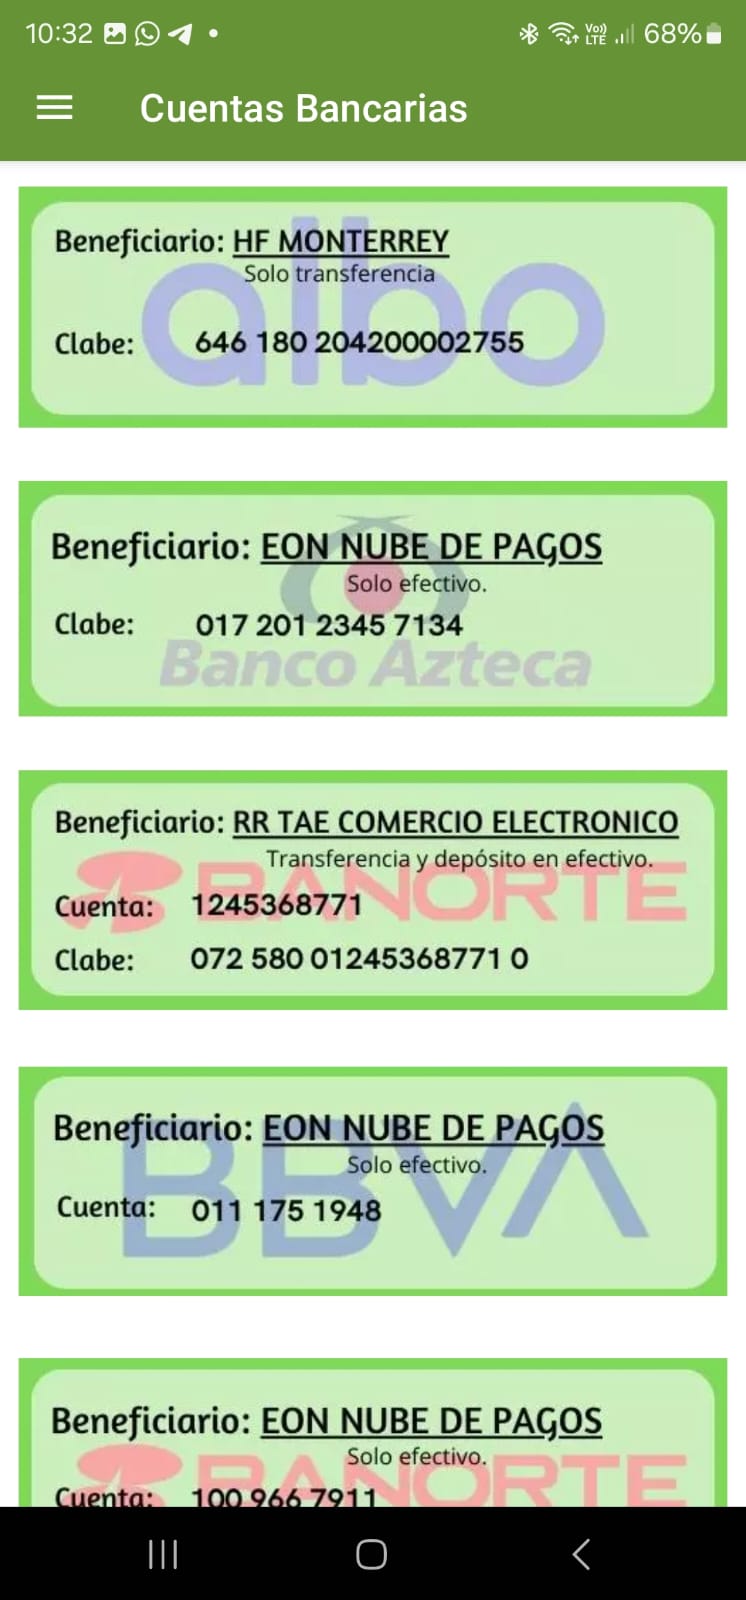 10:32
Vo)) LTE 68%
Cuentas Bancarias
albo
Beneficiario: HF MONTERREY
Solo transferencia
Clabe: 646 180 204200002755
Beneficiario: EON NUBE DE PAGOS
Solo efectivo.
Clabe: 017 201 2345 7134
Banco Azteca
Beneficiario: RR TAE COMERCIO ELECTRONICO
Transferencia y depósito en efectivo.
BANORTE
Cuenta: 1245368771
Clabe: 072 580 01245368771 0
Beneficiario: EON NUBE DE PAGOS
Solo efectivo.
BBVA
Cuenta: 011 175 1948
Beneficiario: EON NUBE DE PAGOS
Solo efectivo.
BANORTE
Cuenta: 100 966 7911